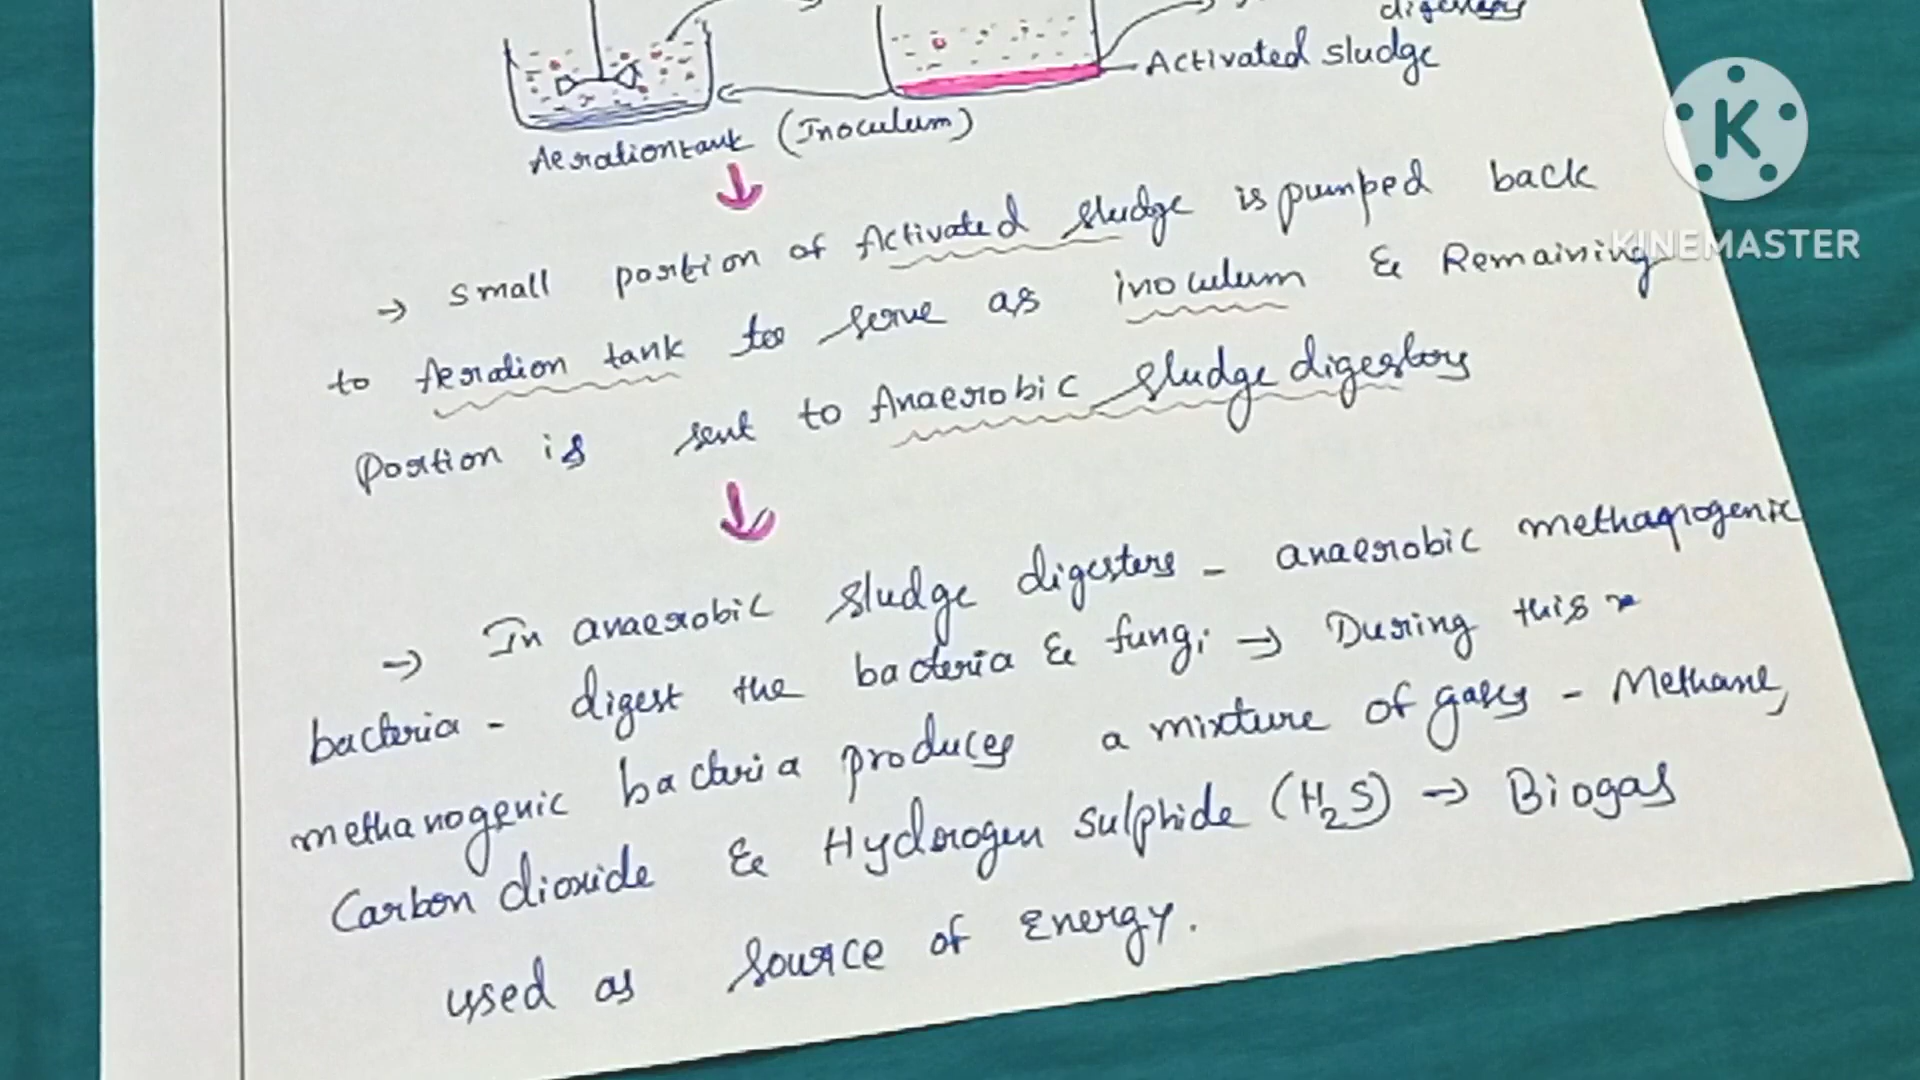 digesters
Activated sludge
Aeration tank (Inoculum)
K
KINEMASTER
→ Small portion of Activated sludge is pumped back
to Aeration tank to serve as inoculum & Remaining
portion is sent to Anaerobic sludge digestors
→ In anaerobic sludge digesters - anaerobic methanogenic
bacteria - digest the bacteria & fungi → During this
methanogenic bacteria produces a mixture of gases - Methane,
Carbon dioxide & Hydrogen sulphide (H₂S) → Biogas
used as source of Energy.